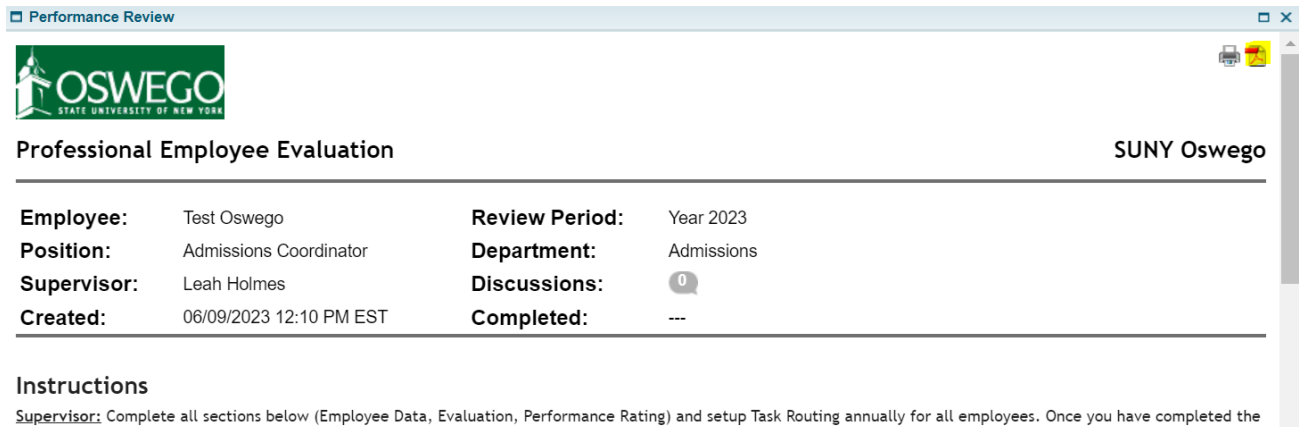 Performance Review
OSWEGO
STATE UNIVERSITY OF NEW YORK
Professional Employee Evaluation SUNY Oswego
Employee: Test Oswego Review Period: Year 2023
Position: Admissions Coordinator Department: Admissions
Supervisor: Leah Holmes Discussions: 0
Created: 06/09/2023 12:10 PM EST Completed: ---
Instructions
Supervisor: Complete all sections below (Employee Data, Evaluation, Performance Rating) and setup Task Routing annually for all employees. Once you have completed the